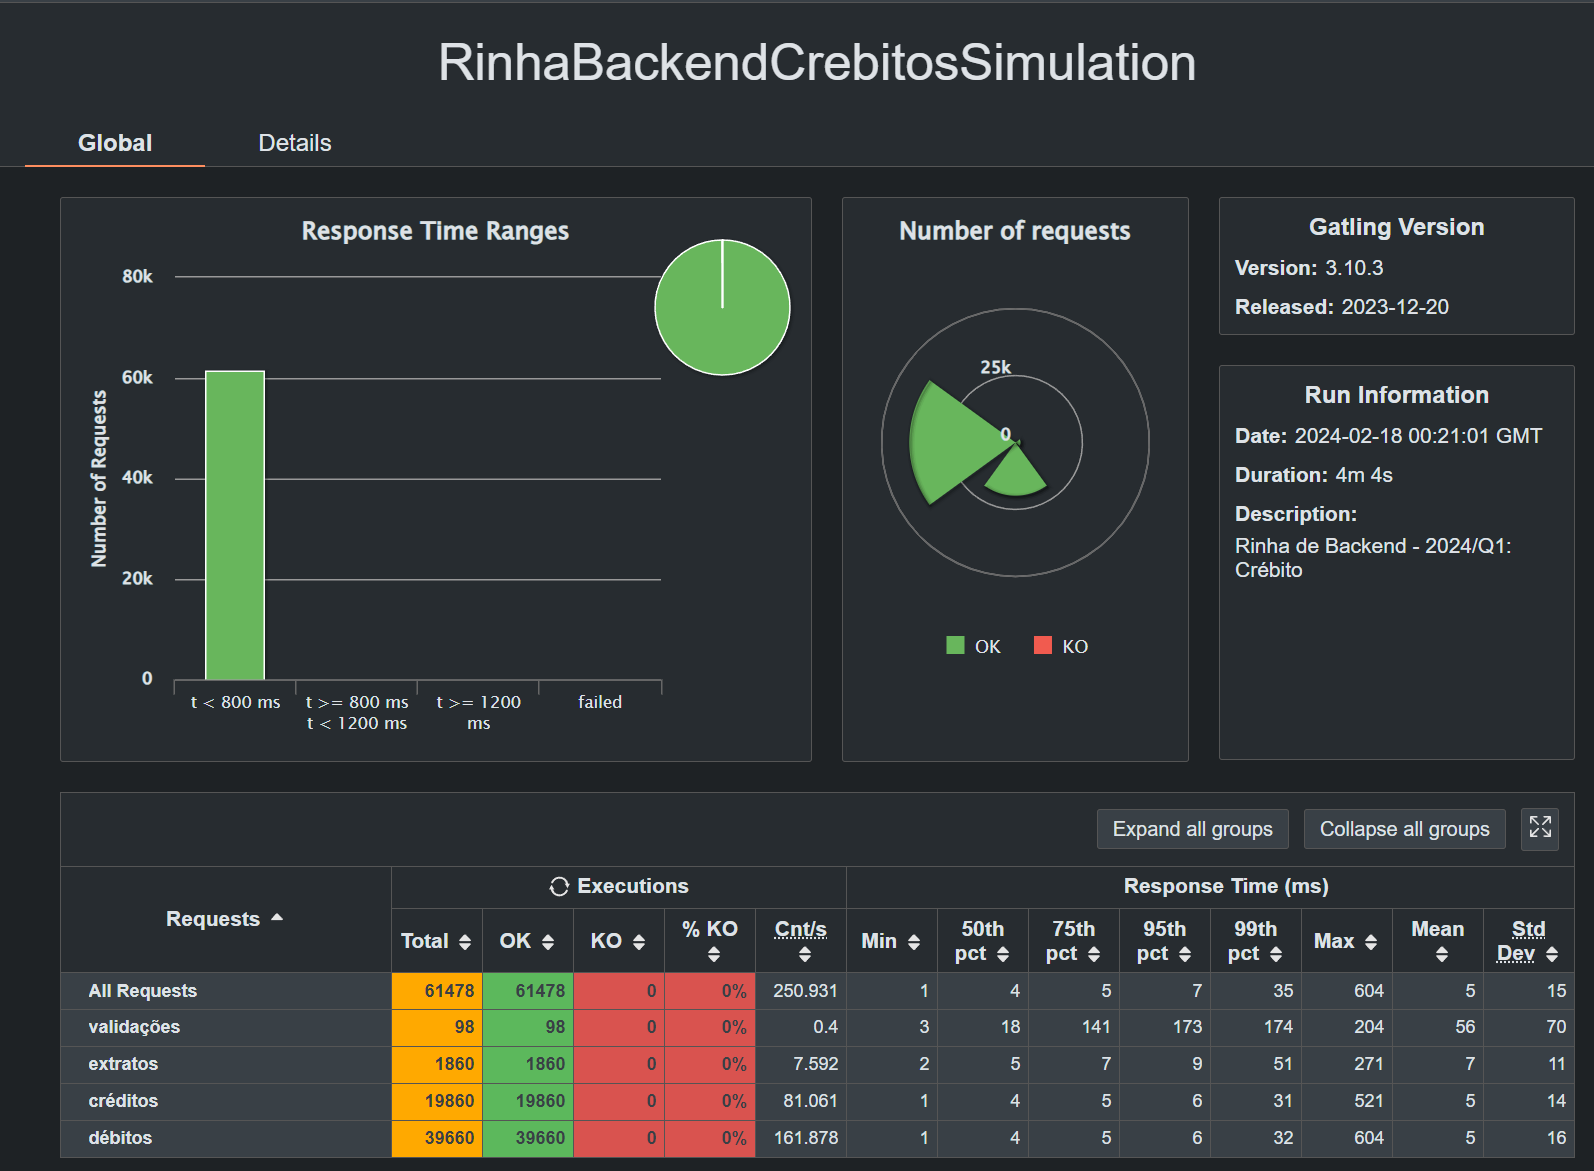 RinhaBackendCrebitosSimulation
Global
Details
Response Time Ranges
80k
60k
40k
20k
0
Number of Requests
t < 800 ms
t >= 800 ms
t < 1200 ms
t >= 1200
ms
failed
Number of requests
25k
0
OK
KO
Gatling Version
Version: 3.10.3
Released: 2023-12-20
Run Information
Date: 2024-02-18 00:21:01 GMT
Duration: 4m 4s
Description:
Rinha de Backend - 2024/Q1:
Crébito
Expand all groups
Collapse all groups
Requests
Executions
Response Time (ms)
Total
OK
KO
% KO
Cnt/s
Min
50th
pct
75th
pct
95th
pct
99th
pct
Max
Mean
Std
Dev
All Requests 61478 61478 0 0% 250.931 1 4 5 7 35 604 5 15
validações 98 98 0 0% 0.4 3 18 141 173 174 204 56 70
extratos 1860 1860 0 0% 7.592 2 5 7 9 51 271 7 11
créditos 19860 19860 0 0% 81.061 1 4 5 6 31 521 5 14
débitos 39660 39660 0 0% 161.878 1 4 5 6 32 604 5 16